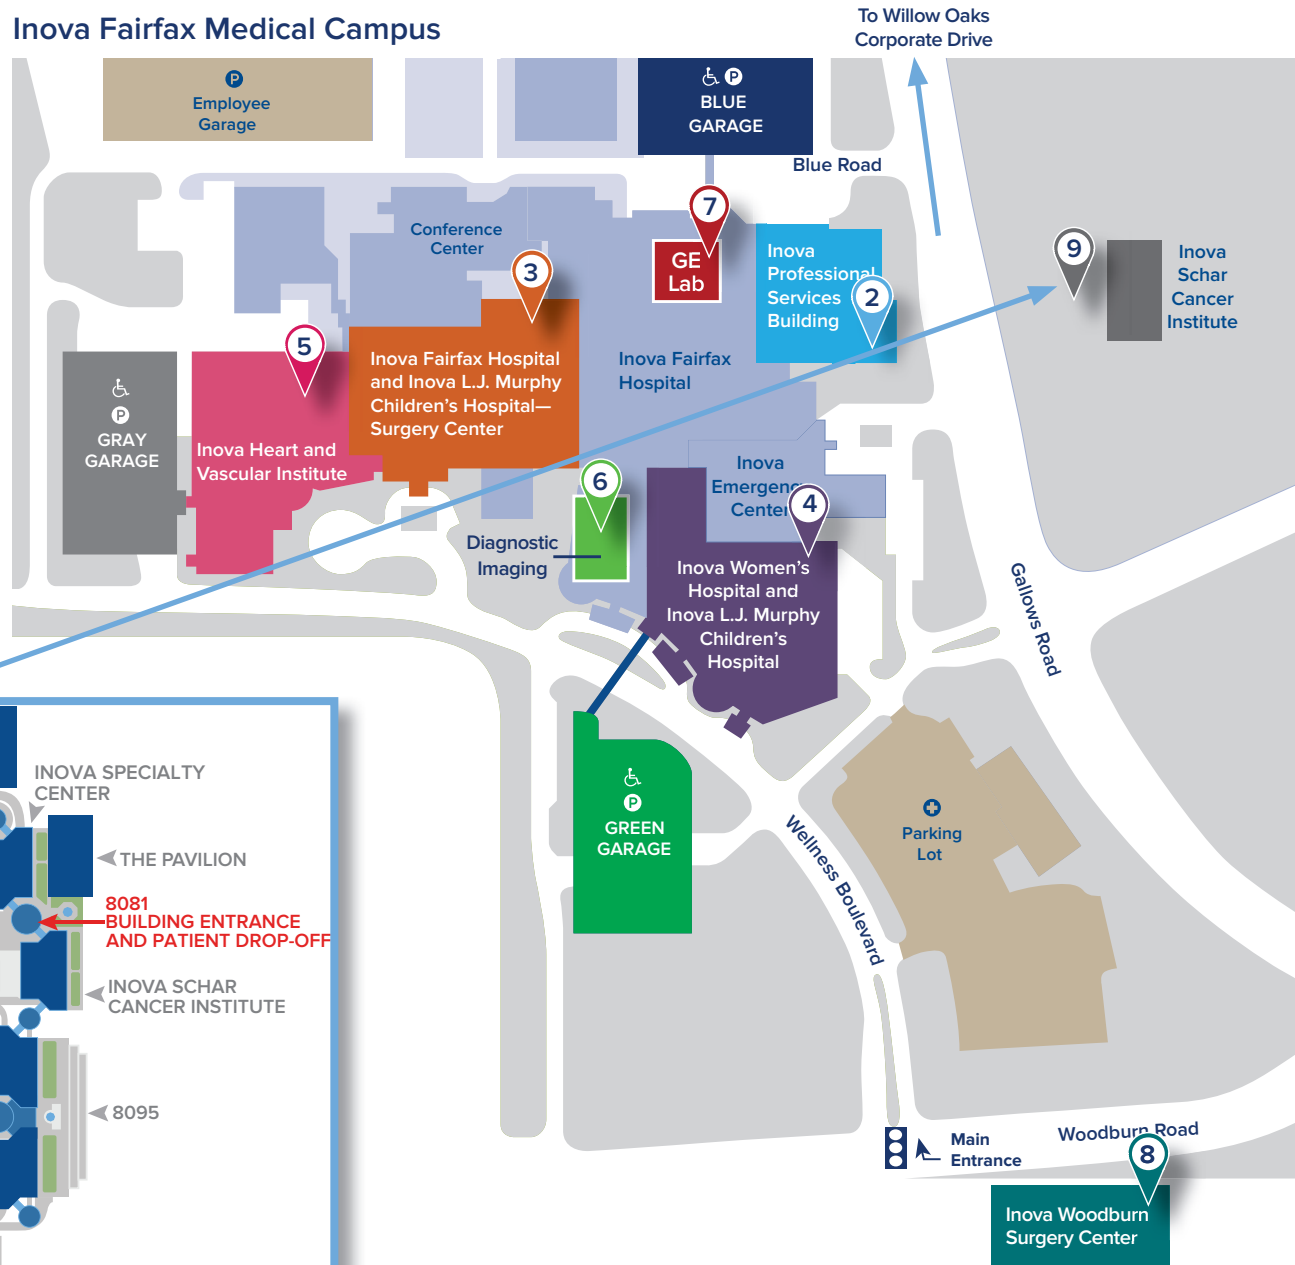 Inova Fairfax Medical Campus
To Willow Oaks
Corporate Drive
P
Employee
Garage
P
BLUE
GARAGE
Blue Road
7
Conference
Center
3
GE
Lab
Inova
Professional
Services
Building
2
9
Inova
Schar
Cancer
Institute
5
Inova Fairfax Hospital
and Inova L.J. Murphy
Children's Hospital—
Surgery Center
Inova Fairfax
Hospital
P
GRAY
GARAGE
Inova Heart and
Vascular Institute
6
Inova
Emergency
Center
4
Diagnostic
Imaging
Inova Women's
Hospital and
Inova L.J. Murphy
Children's
Hospital
Gallows Road
P
GREEN
GARAGE
Wellness Boulevard
Parking
Lot
INOVA SPECIALTY
CENTER
THE PAVILION
8081
BUILDING ENTRANCE
AND PATIENT DROP-OFF
INOVA SCHAR
CANCER INSTITUTE
8095
Main
Entrance
Woodburn Road
8
Inova Woodburn
Surgery Center